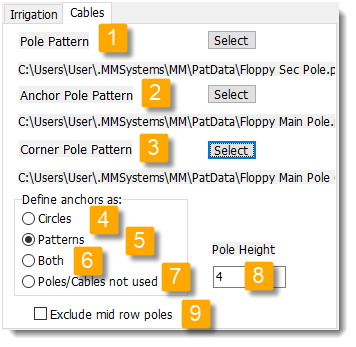 Irrigation Cables
Pole Pattern 1 Select
C:\Users\User\.MMSystems\MM\PatData\Floppy Sec Pole.p
Anchor Pole Pattern 2 Select
C:\Users\User\.MMSystems\MM\PatData\Floppy Main Pole.
Corner Pole Pattern 3 Select
C:\Users\User\.MMSystems\MM\PatData\Floppy Main Pole
Define anchors as:
Circles 4
Patterns 5
Both 6
Pole Height
Poles/Cables not used 7
4 8
Exclude mid row poles 9